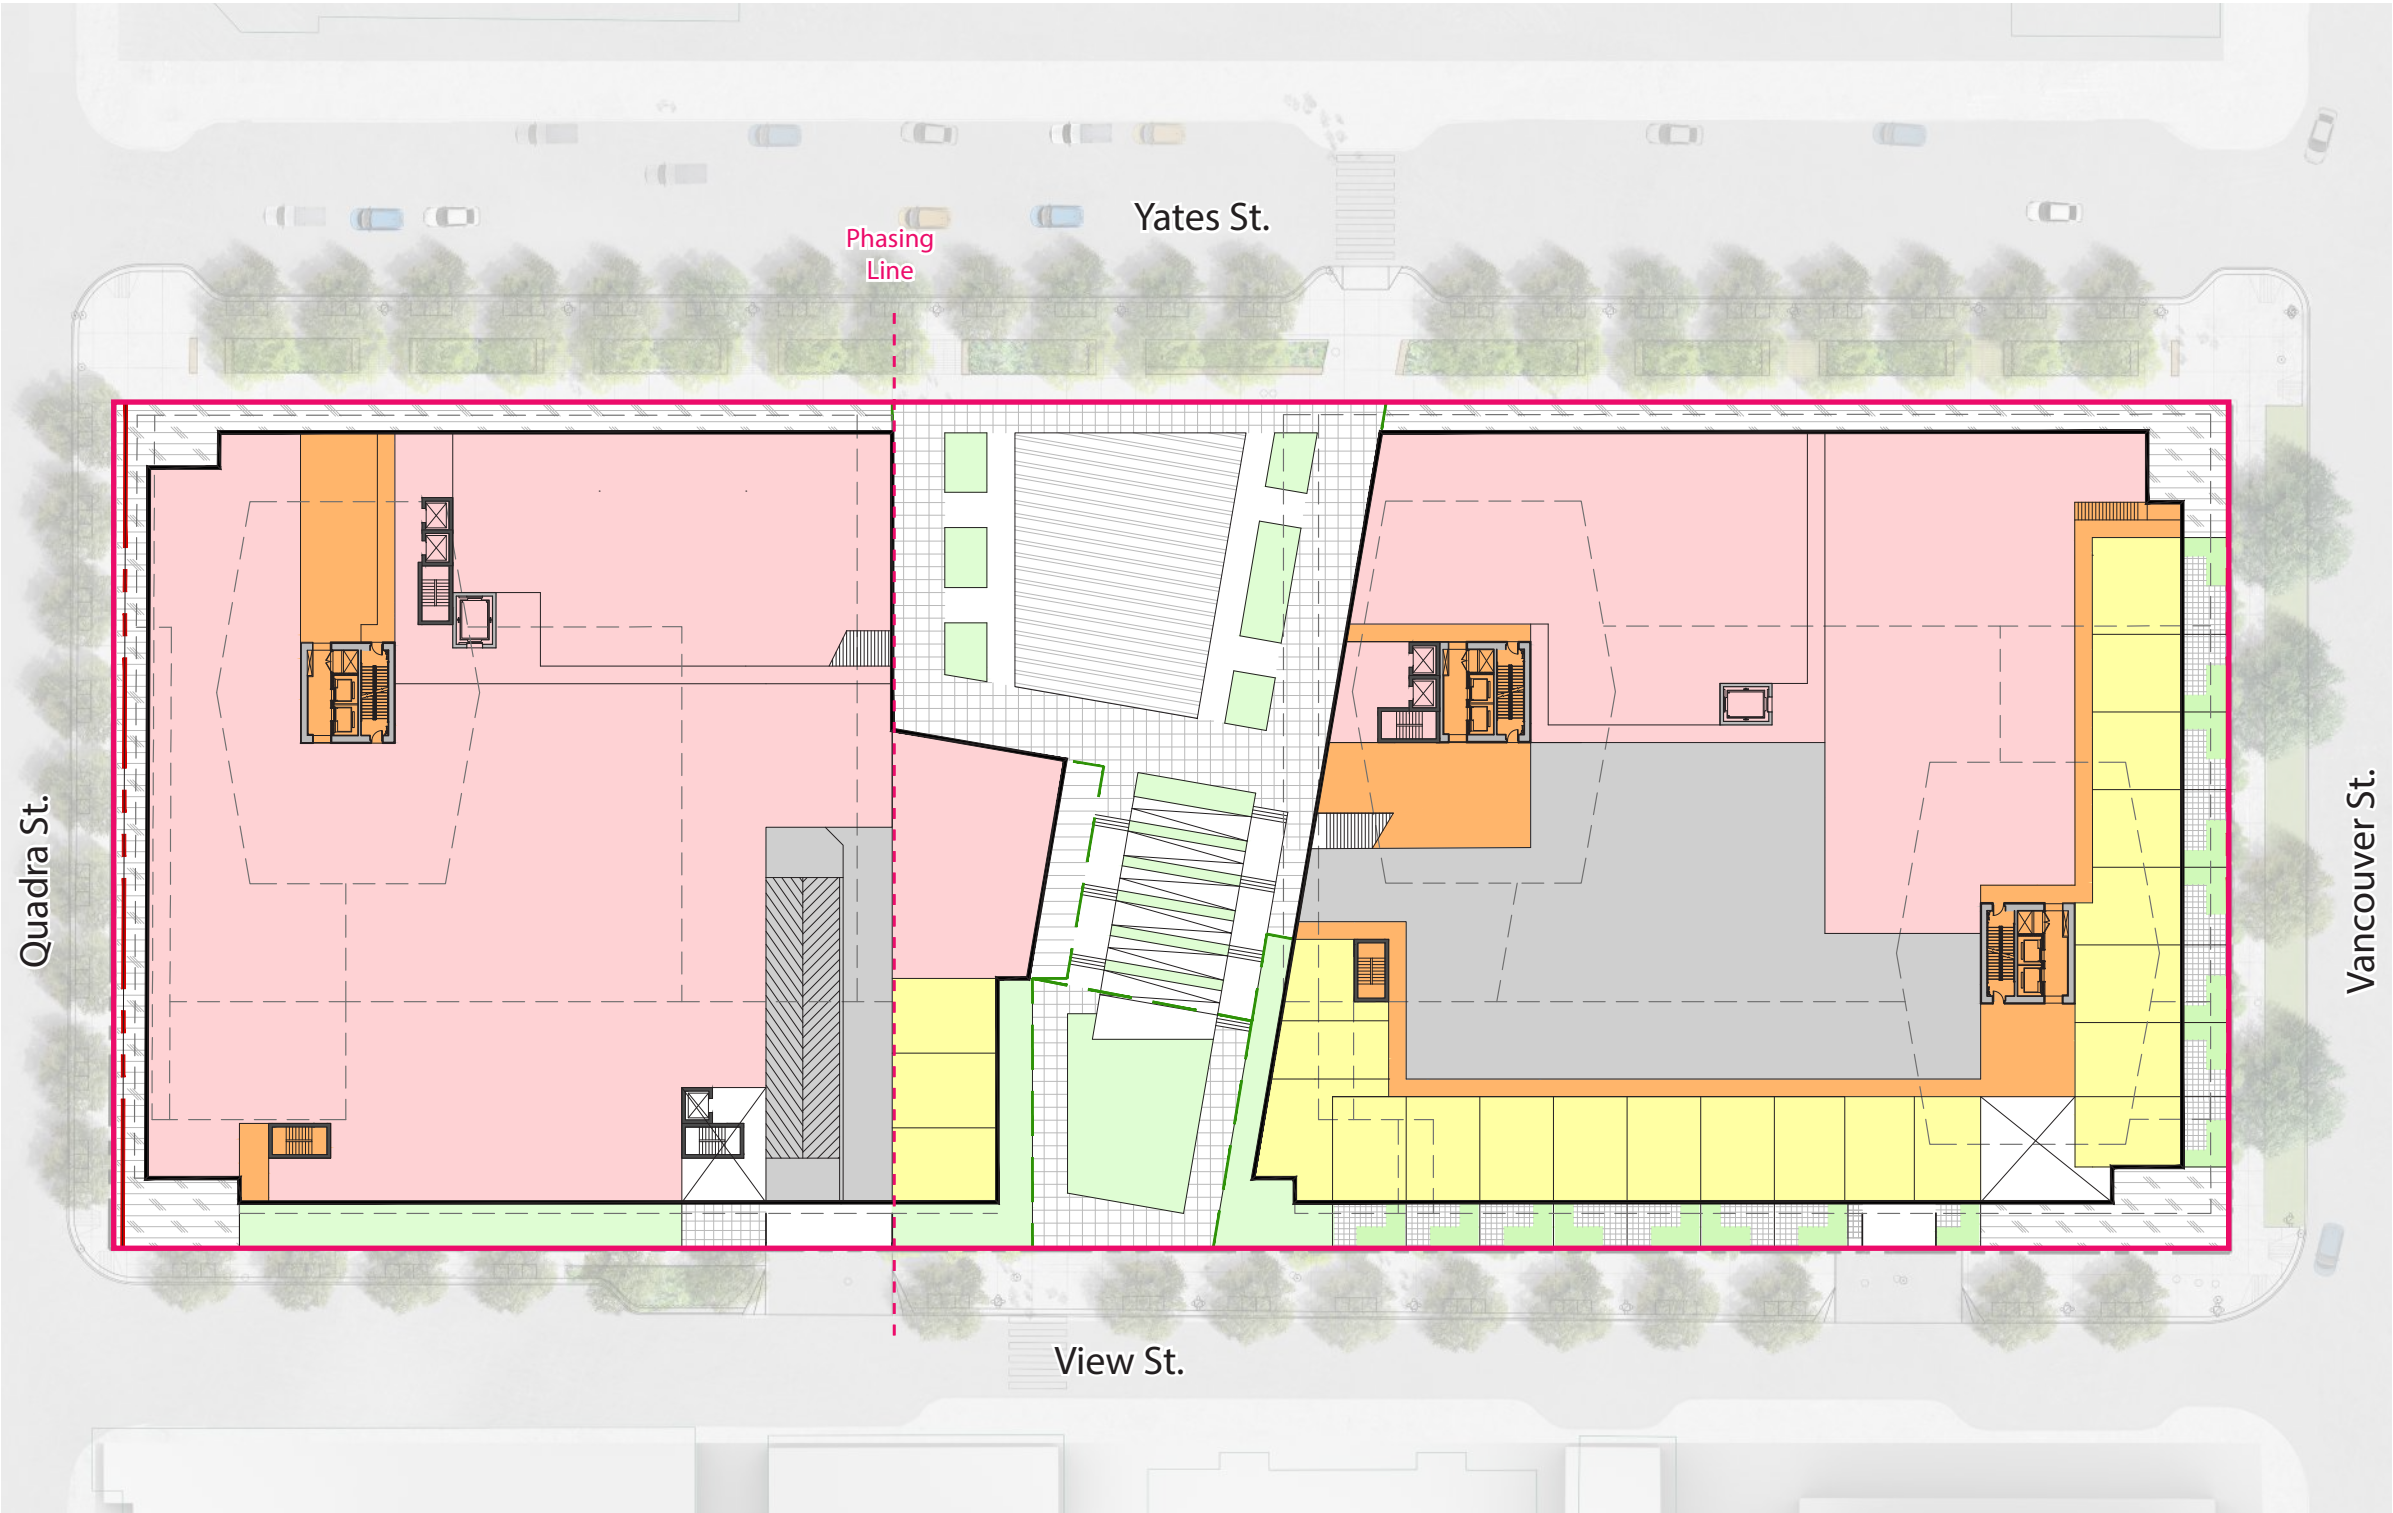 Yates St.
Phasing
Line
Quadra St.
Vancouver St.
View St.